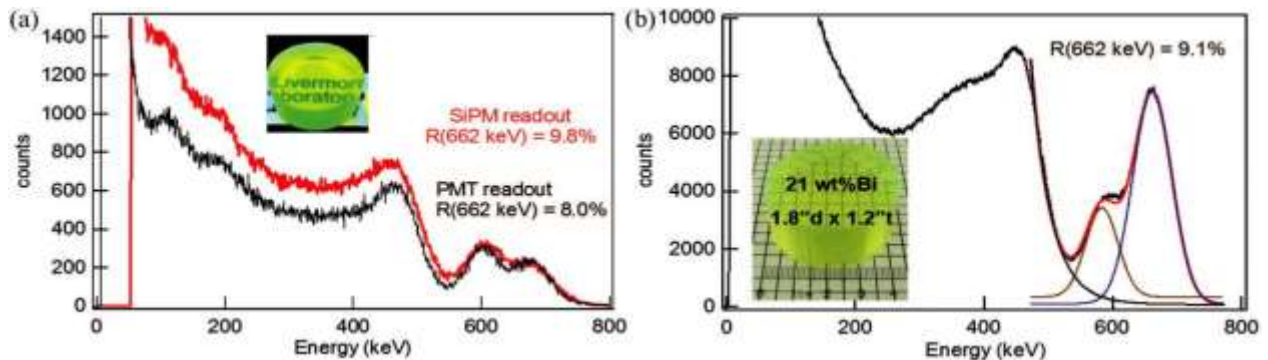 (a)
1400
1200
1000
800
600
400
200
0
counts
Livermore
boratory
SiPM readout
R(662 keV) = 9.8%
PMT readout
R(662 keV) = 8.0%
0 200 400 600 800
Energy (keV)
(b)
10000
8000
6000
4000
2000
0
counts
R(662 keV) = 9.1%
21 wt%Bi
1.8"d x 1.2"t
0 200 400 600 800
Energy (keV)